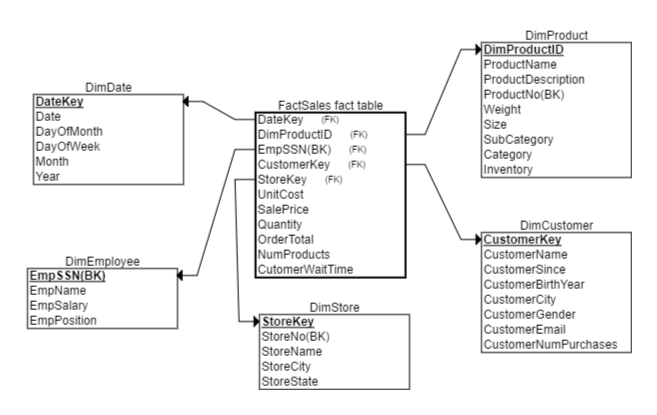 DimProduct
DimProductID
ProductName
ProductDescription
ProductNo(BK)
Weight
Size
SubCategory
Category
Inventory
DimDate
DateKey
Date
DayOfMonth
DayOfWeek
Month
Year
FactSales fact table
DateKey (FK)
DimProductID (FK)
EmpSSN(BK) (FK)
CustomerKey (FK)
StoreKey (FK)
UnitCost
SalePrice
Quantity
OrderTotal
NumProducts
CutomerWaitTime
DimCustomer
CustomerKey
CustomerName
CustomerSince
CustomerBirthYear
CustomerCity
CustomerGender
CustomerEmail
CustomerNumPurchases
DimEmployee
EmpSSN(BK)
EmpName
EmpSalary
EmpPosition
DimStore
StoreKey
StoreNo(BK)
StoreName
StoreCity
StoreState